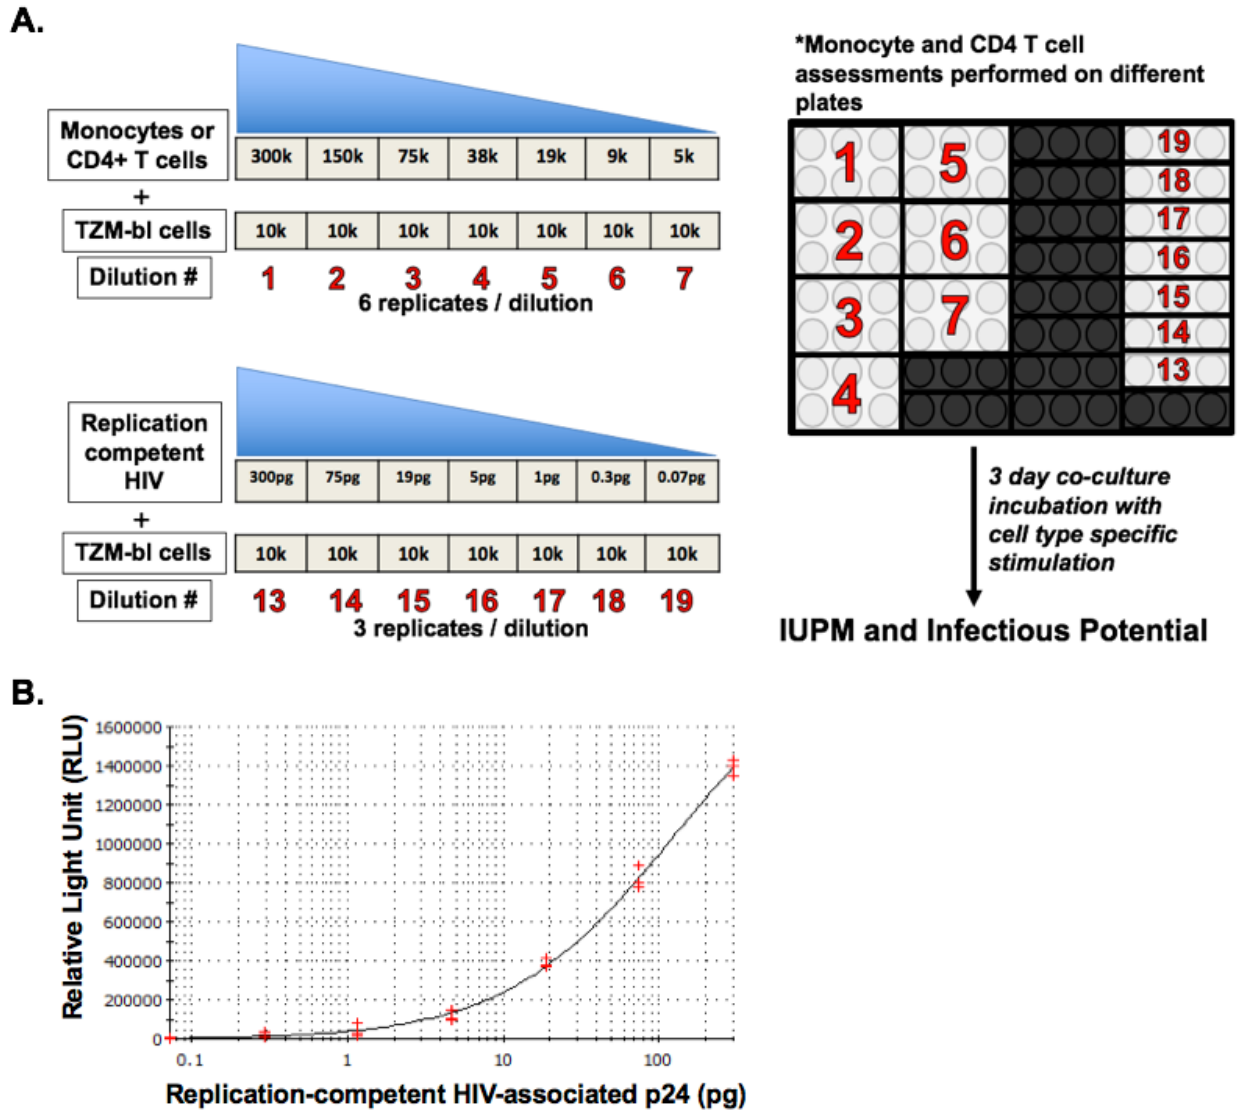 A.
Monocytes or
CD4+ T cells
300k 150k 75k 38k 19k 9k 5k
+
TZM-bl cells
10k 10k 10k 10k 10k 10k 10k
Dilution #
1 2 3 4 5 6 7
6 replicates / dilution
Replication
competent
HIV
300pg 75pg 19pg 5pg 1pg 0.3pg 0.07pg
+
TZM-bl cells
10k 10k 10k 10k 10k 10k 10k
Dilution #
13 14 15 16 17 18 19
3 replicates / dilution
*Monocyte and CD4 T cell
assessments performed on different
plates
1 5 19
18
2 6 17
16
3 7 15
14
4 13
3 day co-culture
incubation with
cell type specific
stimulation
IUPM and Infectious Potential
B.
Relative Light Unit (RLU)
1600000
1400000
1200000
1000000
800000
600000
400000
200000
0
0.1 1 10 100
Replication-competent HIV-associated p24 (pg)